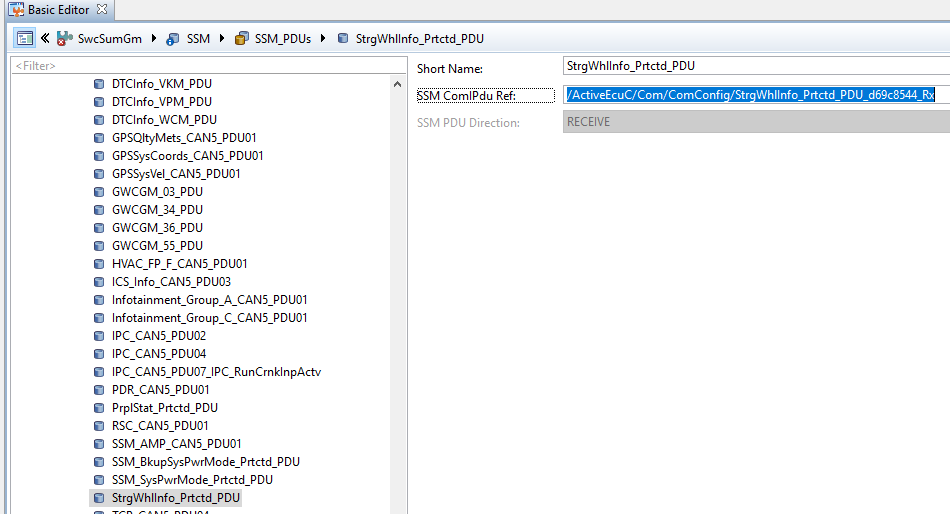 Basic Editor
SwcSumGm SSM SSM_PDUs StrgWhlInfo_Prtctd_PDU
<Filter>
DTCInfo_VKM_PDU
DTCInfo_VPM_PDU
DTCInfo_WCM_PDU
GPSQltyMets_CAN5_PDU01
GPSSysCoords_CAN5_PDU01
GPSSysVel_CAN5_PDU01
GWCGM_03_PDU
GWCGM_34_PDU
GWCGM_36_PDU
GWCGM_55_PDU
HVAC_FP_F_CAN5_PDU01
ICS_Info_CAN5_PDU03
Infotainment_Group_A_CAN5_PDU01
Infotainment_Group_C_CAN5_PDU01
IPC_CAN5_PDU02
IPC_CAN5_PDU04
IPC_CAN5_PDU07_IPC_RunCrnkInpActv
PDR_CAN5_PDU01
PrplStat_Prtctd_PDU
RSC_CAN5_PDU01
SSM_AMP_CAN5_PDU01
SSM_BkupSysPwrMode_Prtctd_PDU
SSM_SysPwrMode_Prtctd_PDU
StrgWhlInfo_Prtctd_PDU
Short Name: StrgWhlInfo_Prtctd_PDU
SSM ComIPdu Ref: /ActiveEcuC/Com/ComConfig/StrgWhlInfo_Prtctd_PDU_d69c8544_Rx
SSM PDU Direction: RECEIVE